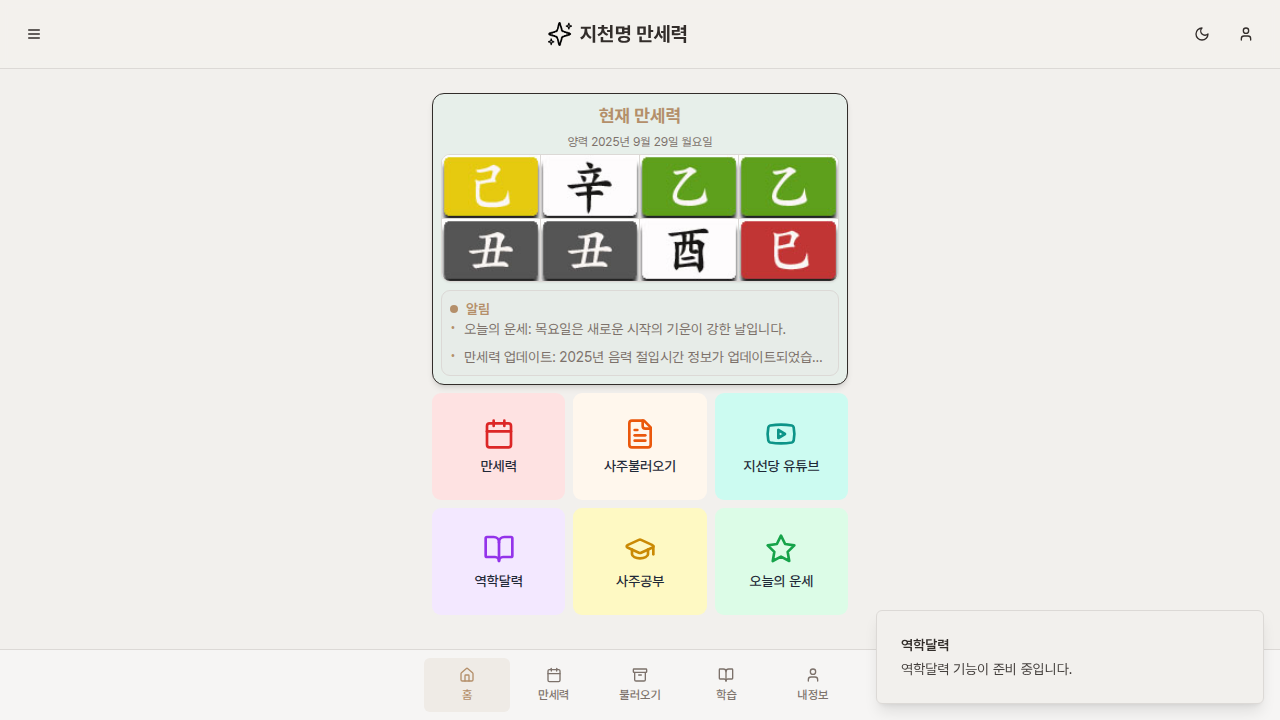 지천명 만세력
현재 만세력
양력 2025년 9월 29일 월요일
己 辛 乙 乙
丑 丑 酉 巳
알림
• 오늘의 운세: 목요일은 새로운 시작의 기운이 강한 날입니다.
• 만세력 업데이트: 2025년 음력 절입시간 정보가 업데이트되었습...
만세력 사주불러오기 지선당 유튜브
역학달력 사주공부 오늘의 운세
역학달력
역학달력 기능이 준비 중입니다.
홈 만세력 불러오기 학습 내정보